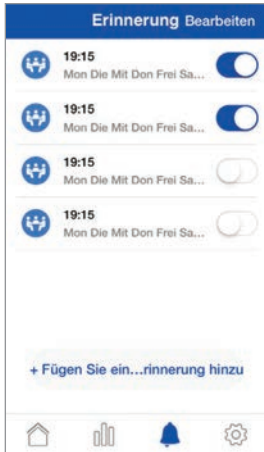 Erinnerung Bearbeiten
19:15
Mon Die Mit Don Frei Sa...
19:15
Mon Die Mit Don Frei Sa...
19:15
Mon Die Mit Don Frei Sa...
19:15
Mon Die Mit Don Frei Sa...
+ Fügen Sie ein...rinnerung hinzu